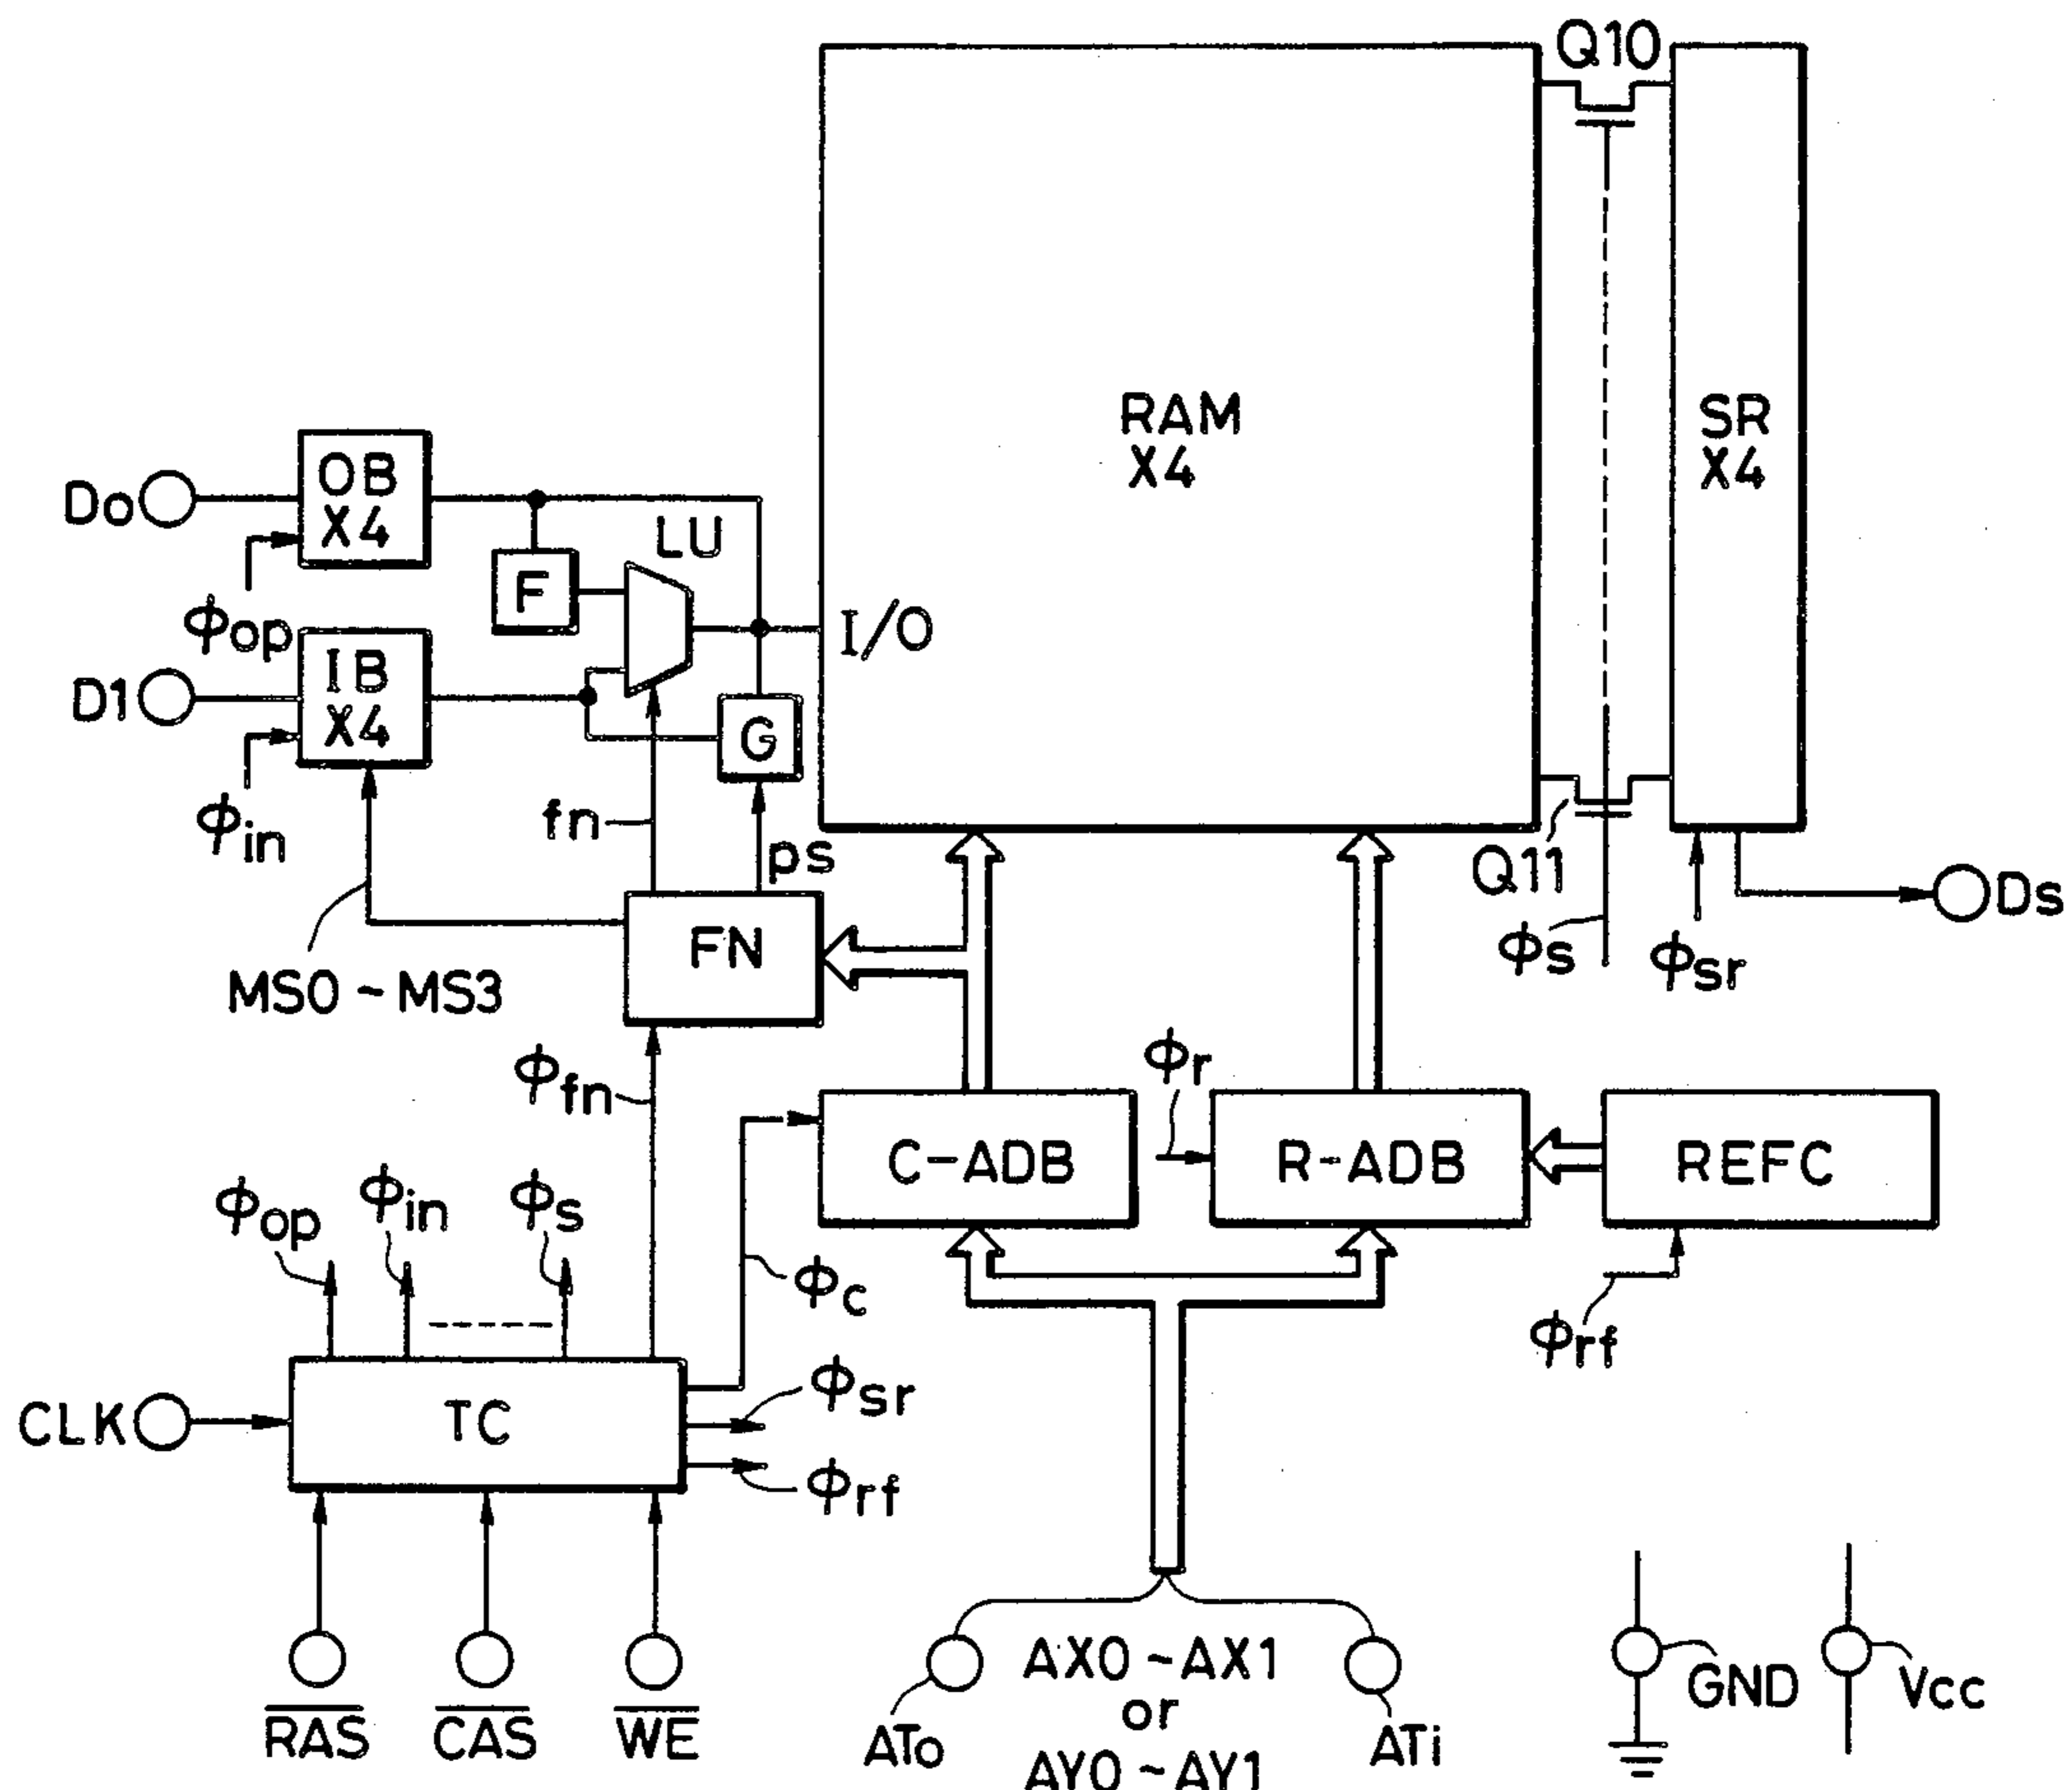 Q10
RAM
X4
SR
X4
Do
OB
X4
LU
F
ϕop
I/O
D1
IB
X4
G
ϕin
fn
ps
Q11
Ds
FN
MS0 ~ MS3
ϕs
ϕsr
ϕfn
ϕr
C-ADB
R-ADB
REFC
ϕop
ϕin
ϕs
ϕc
ϕrf
CLK
TC
ϕsr
ϕrf
RAS
CAS
WE
ATo
AX0 ~ AX1
or
AY0 ~ AY1
ATi
GND
Vcc